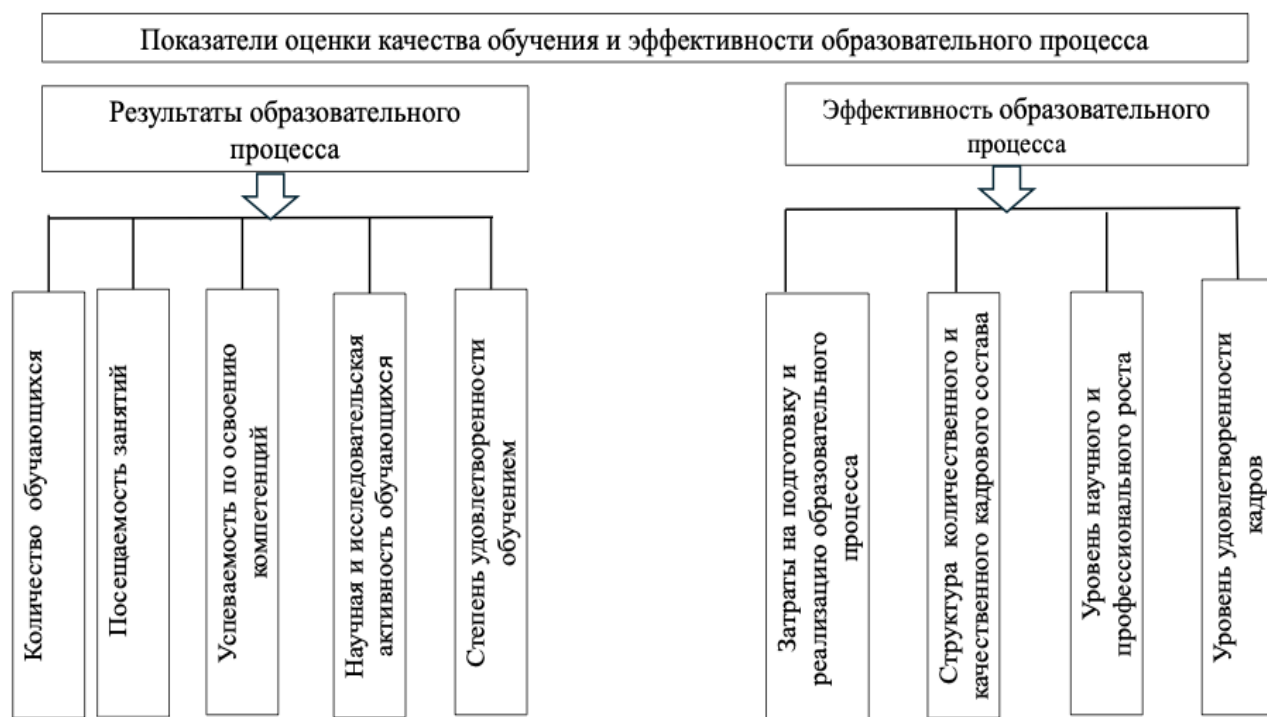 Показатели оценки качества обучения и эффективности образовательного процесса
Результаты образовательного
процесса
Эффективность образовательного
процесса
Количество обучающихся
Посещаемость занятий
Успеваемость по освоению
компетенций
Научная и исследовательская
активность обучающихся
Степень удовлетворенности
обучением
Затраты на подготовку и
реализацию образовательного
процесса
Структура количественного и
качественного кадрового состава
Уровень научного и
профессионального роста
Уровень удовлетворенности
кадров